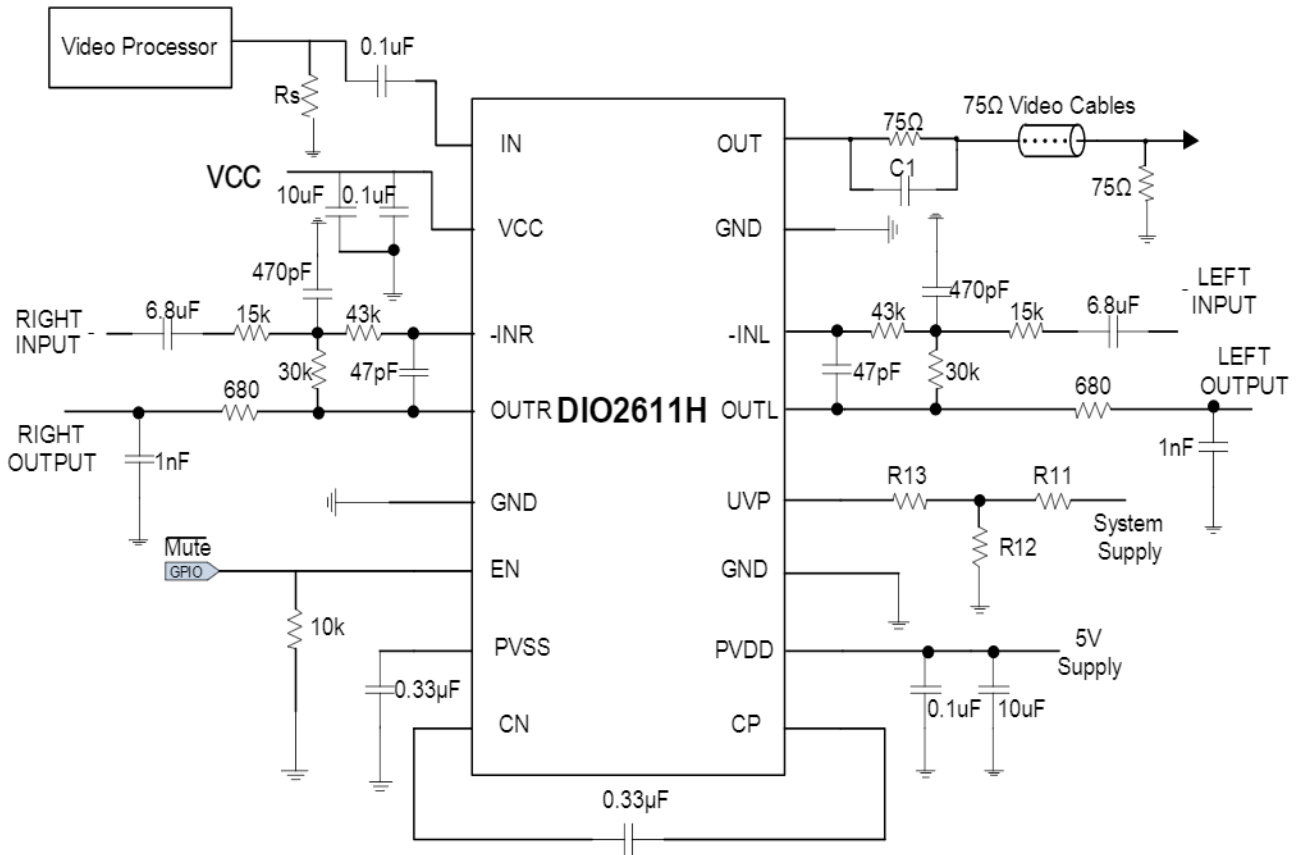 Video Processor
0.1uF
Rs
IN
VCC
10uF
0.1uF
VCC
470pF
6.8uF
15k
43k
RIGHT
INPUT
-
-INR
30k
47pF
680
OUTR
RIGHT
OUTPUT
1nF
GND
Mute
GPIO
EN
10k
PVSS
0.33µF
CN
DIO2611H
OUT
75Ω
C1
75Ω Video Cables
75Ω
GND
470pF
-INL
43k
15k
6.8uF
-
LEFT
INPUT
47pF
30k
OUTL
680
LEFT
OUTPUT
1nF
UVP
R13
R11
R12
System
Supply
GND
PVDD
5V
Supply
0.1uF
10uF
CP
0.33µF